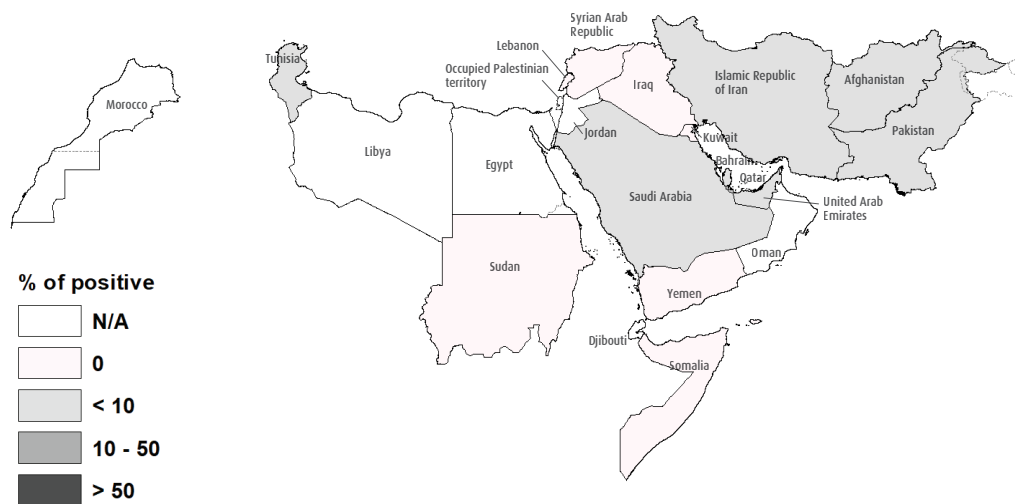 Syrian Arab
Republic
Lebanon
Occupied Palestinian
territory
Tunisia
Morocco
Iraq
Islamic Republic
of Iran
Afghanistan
Pakistan
Jordan
Kuwait
Libya
Egypt
Bahrain
Qatar
Saudi Arabia
United Arab
Emirates
Oman
Sudan
Yemen
Djibouti
Somalia
% of positive
N/A
0
< 10
10 - 50
> 50